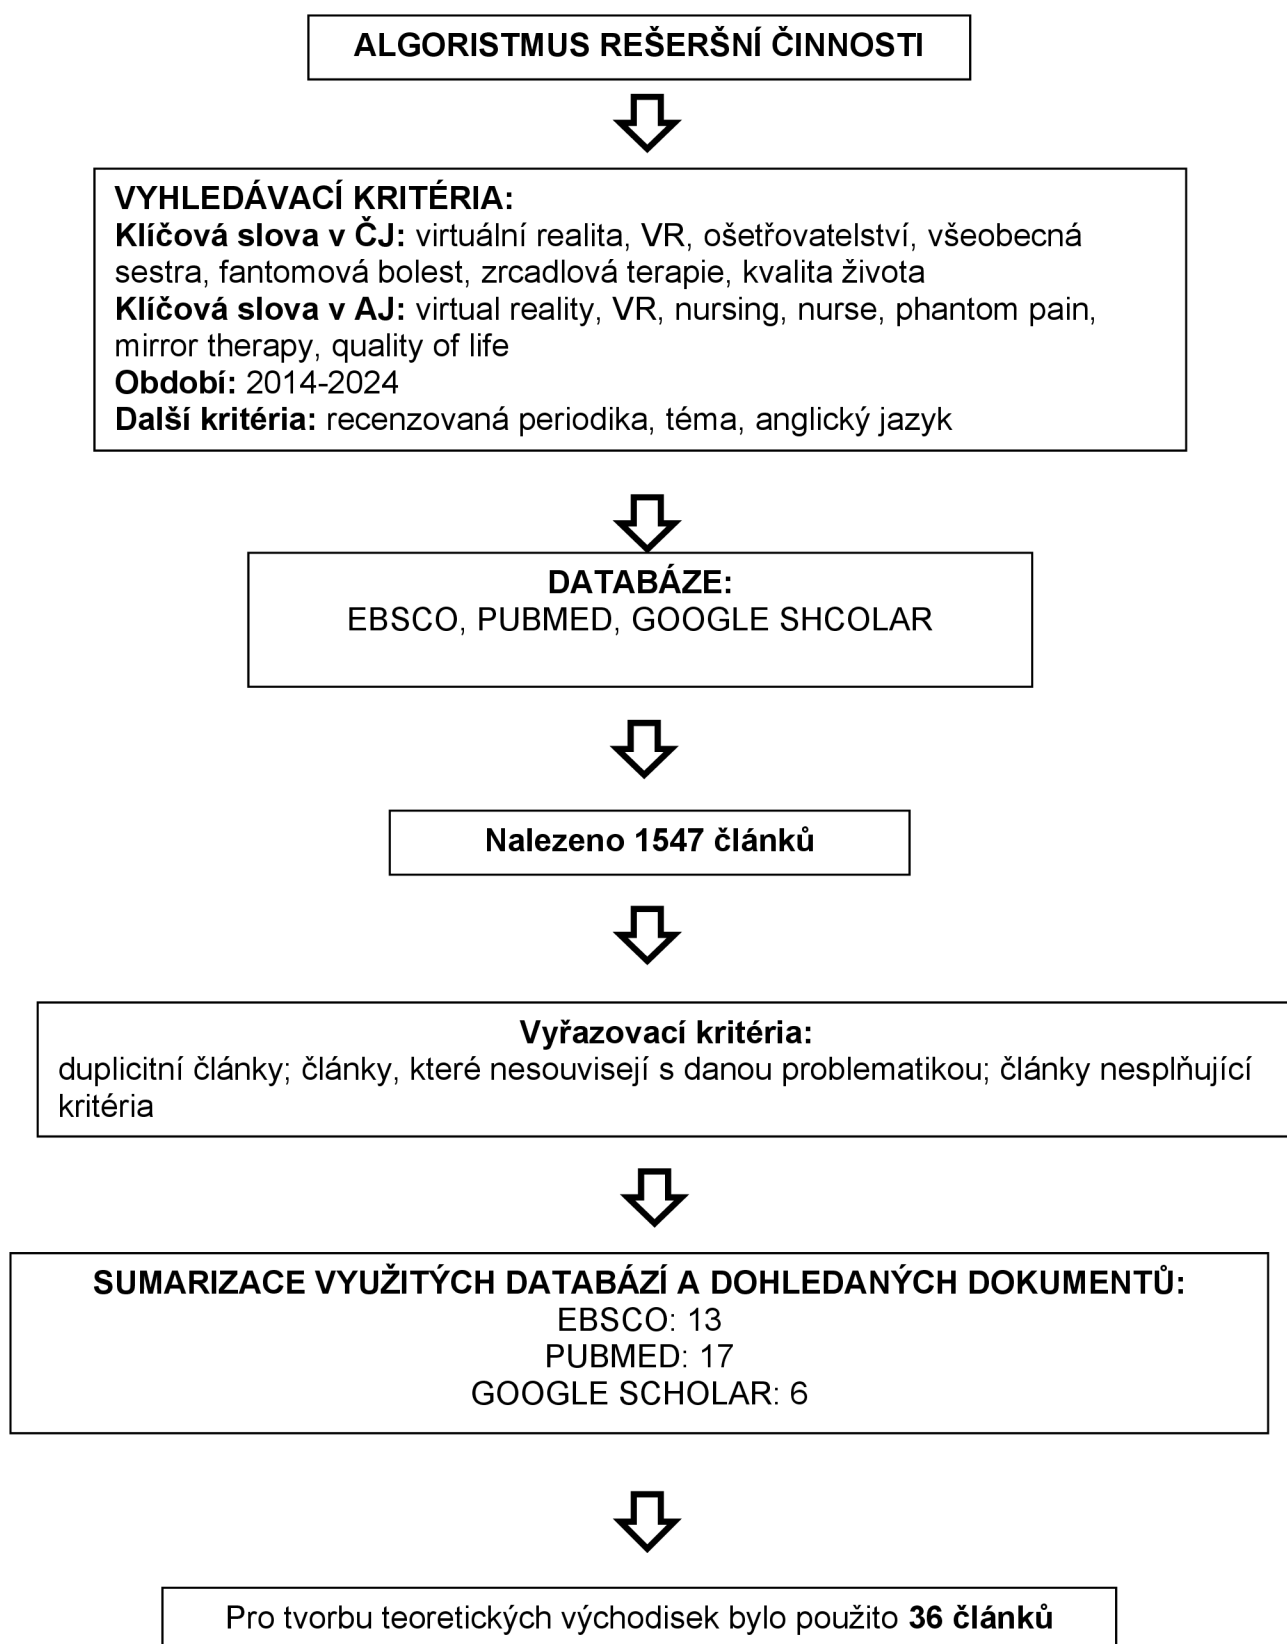 ALGORISTMUS REŠERŠNÍ ČINNOSTI
VYHLEDÁVACÍ KRITÉRIA:
Klíčová slova v ČJ: virtuální realita, VR, ošetřovatelství, všeobecná
sestra, fantomová bolest, zrcadlová terapie, kvalita života
Klíčová slova v AJ: virtual reality, VR, nursing, nurse, phantom pain,
mirror therapy, quality of life
Období: 2014-2024
Další kritéria: recenzovaná periodika, téma, anglický jazyk
DATABÁZE:
EBSCO, PUBMED, GOOGLE SHCOLAR
Nalezeno 1547 článků
Vyřazovací kritéria:
duplicitní články; články, které nesouvisejí s danou problematikou; články nesplňující
kritéria
SUMARIZACE VYUŽITÝCH DATABÁZÍ A DOHLEDANÝCH DOKUMENTŮ:
EBSCO: 13
PUBMED: 17
GOOGLE SCHOLAR: 6
Pro tvorbu teoretických východisek bylo použito 36 článků